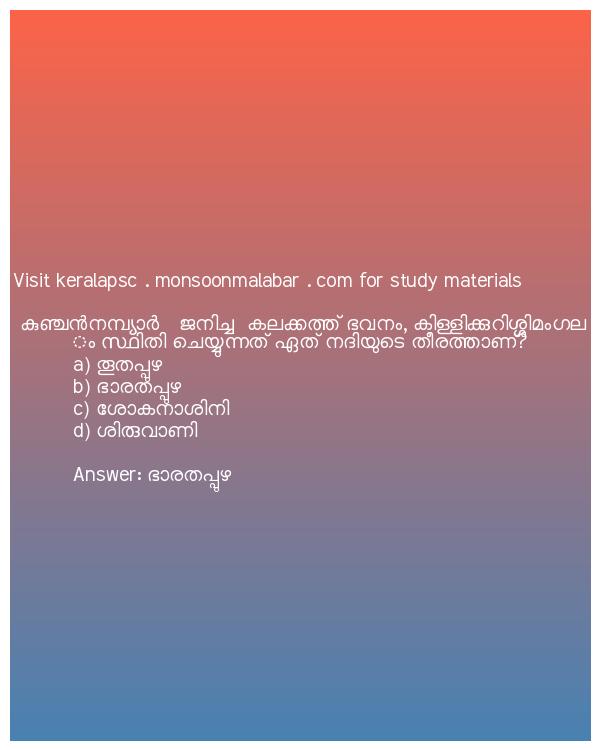 Visit keralapsc . monsoonmalabar . com for study materials
കുഞ്ചൻനമ്പ്യാർ ജനിച്ച കലക്കത്ത് ഭവനം, കിള്ളിക്കുറിശ്ശിമംഗല
ം സ്ഥിതി ചെയ്യുന്നത് ഏത് നദിയുടെ തീരത്താണ്?
a) തൂതപ്പുഴ
b) ഭാരതപ്പുഴ
c) ശോകനാശിനി
d) ശിരുവാണി
Answer: ഭാരതപ്പുഴ